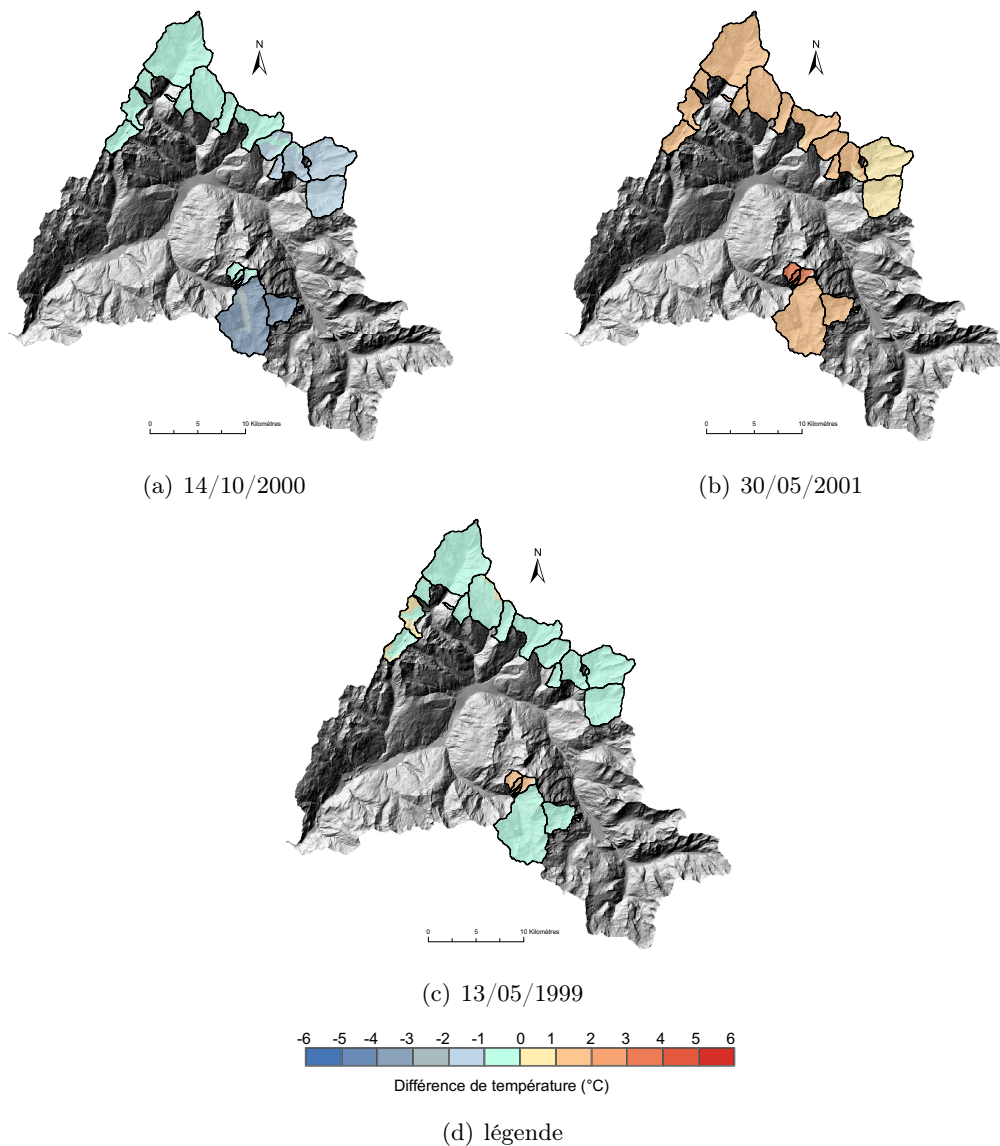 N
0 5 10 Kilomètres
(a) 14/10/2000
N
0 5 10 Kilomètres
(b) 30/05/2001
N
0 5 10 Kilomètres
(c) 13/05/1999
-6 -5 -4 -3 -2 -1 0 1 2 3 4 5 6
Différence de température (°C)
(d) légende